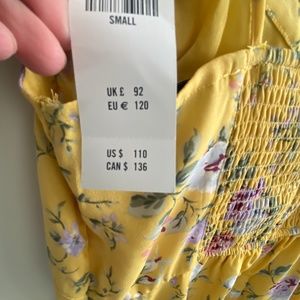 SMALL
UK £ 92
EU € 120
US $ 110
CAN $ 136